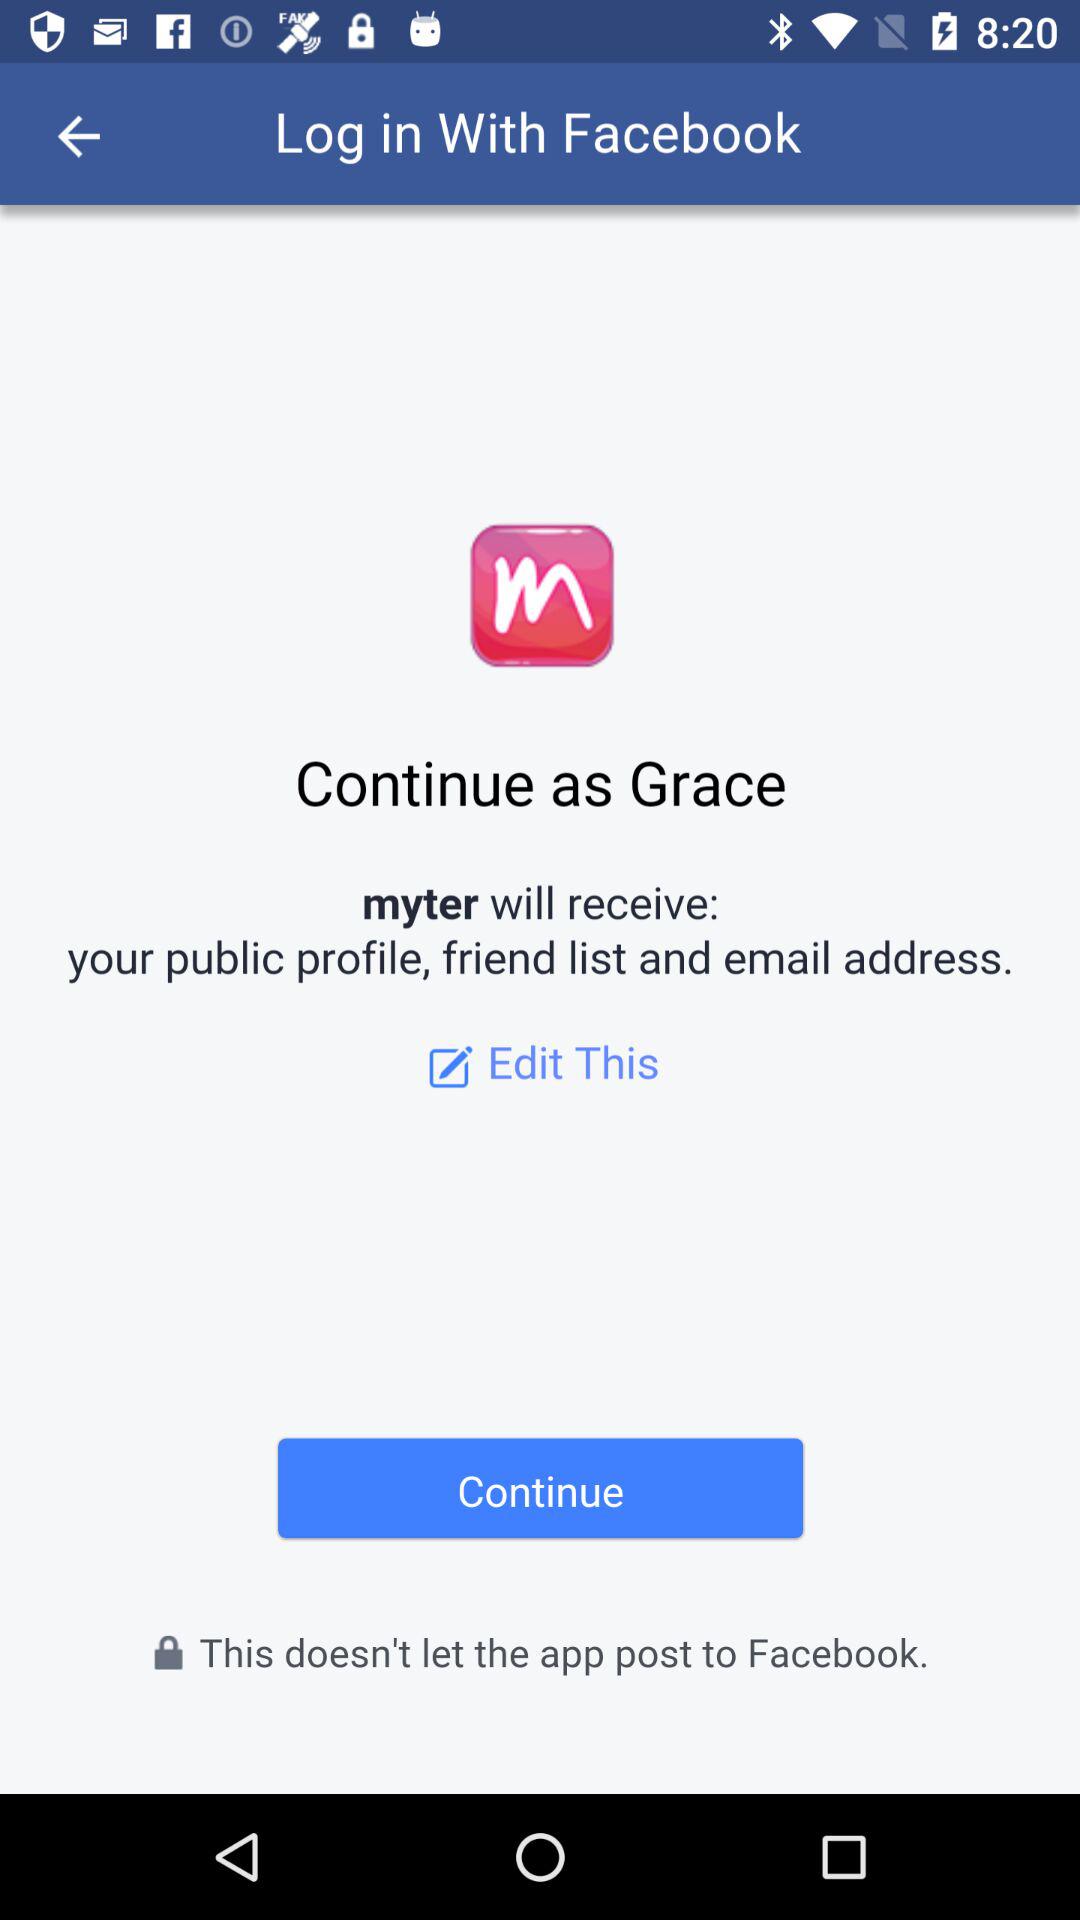 FAKE
8:20
Log in With Facebook
m
Continue as Grace
myter will receive:
your public profile, friend list and email address.
Edit This
Continue
This doesn't let the app post to Facebook.